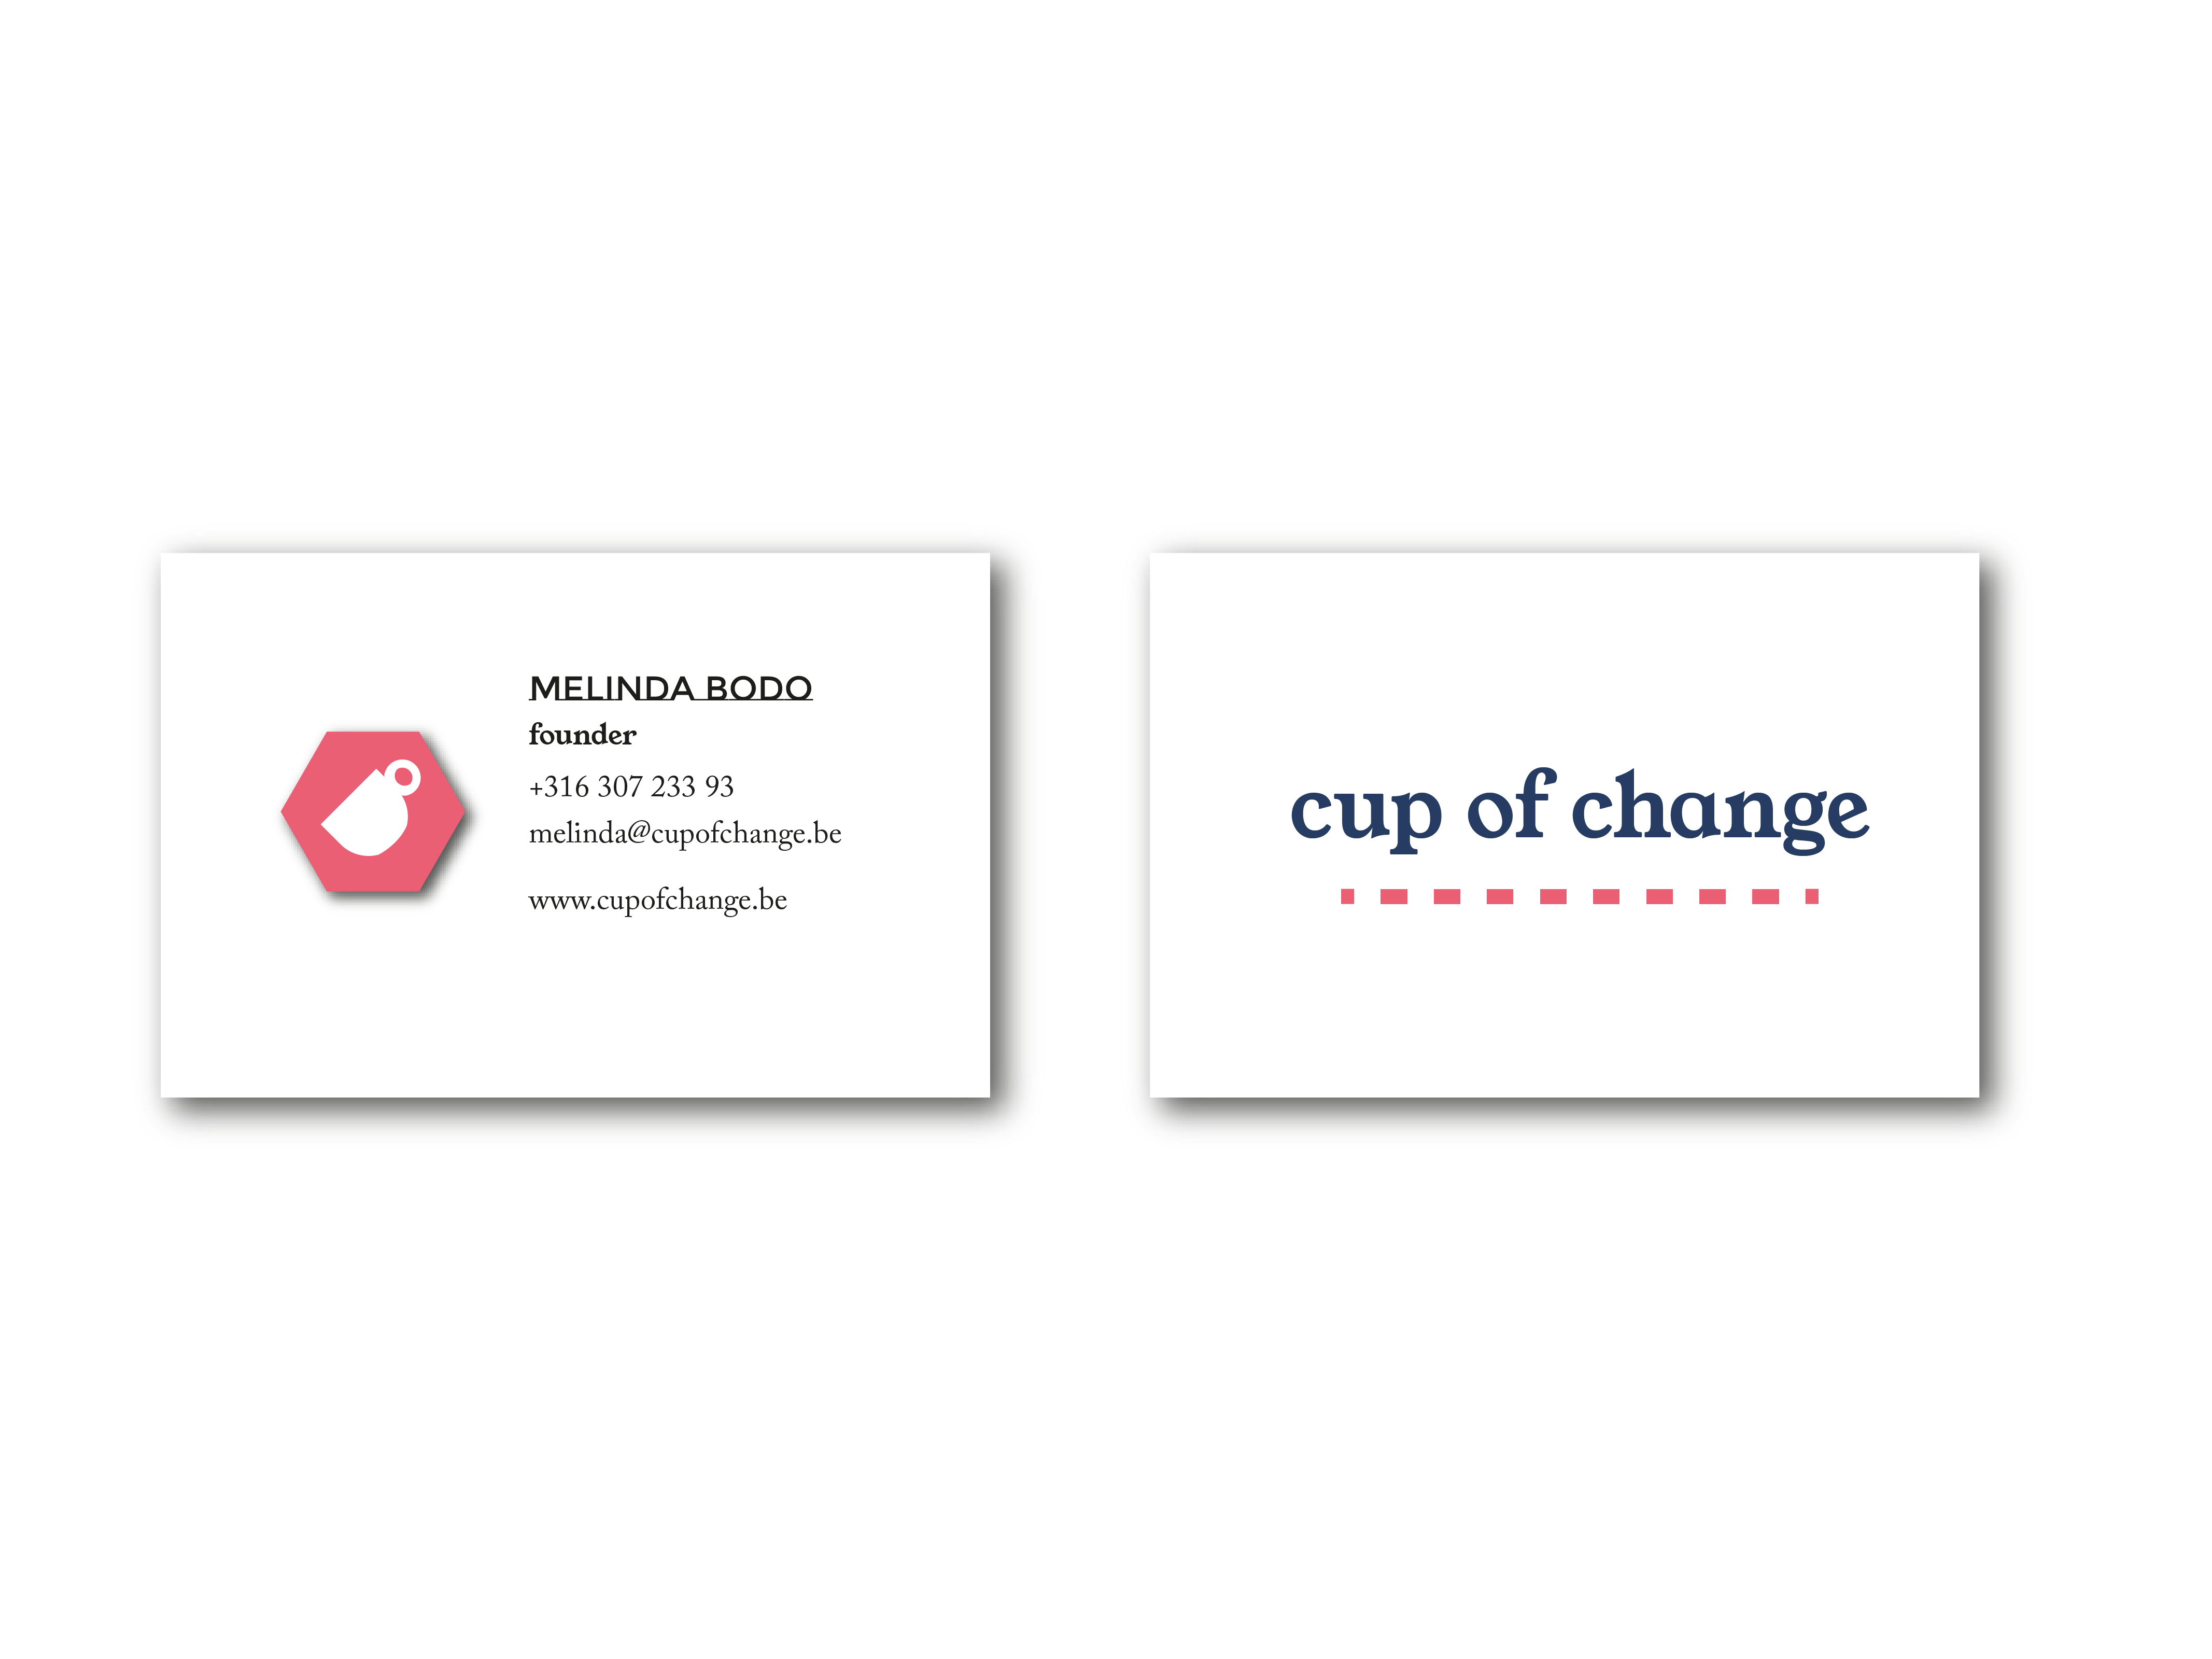 MELINDA BODO
founder
+316 307 233 93
melinda@cupofchange.be
www.cupofchange.be
cup of change